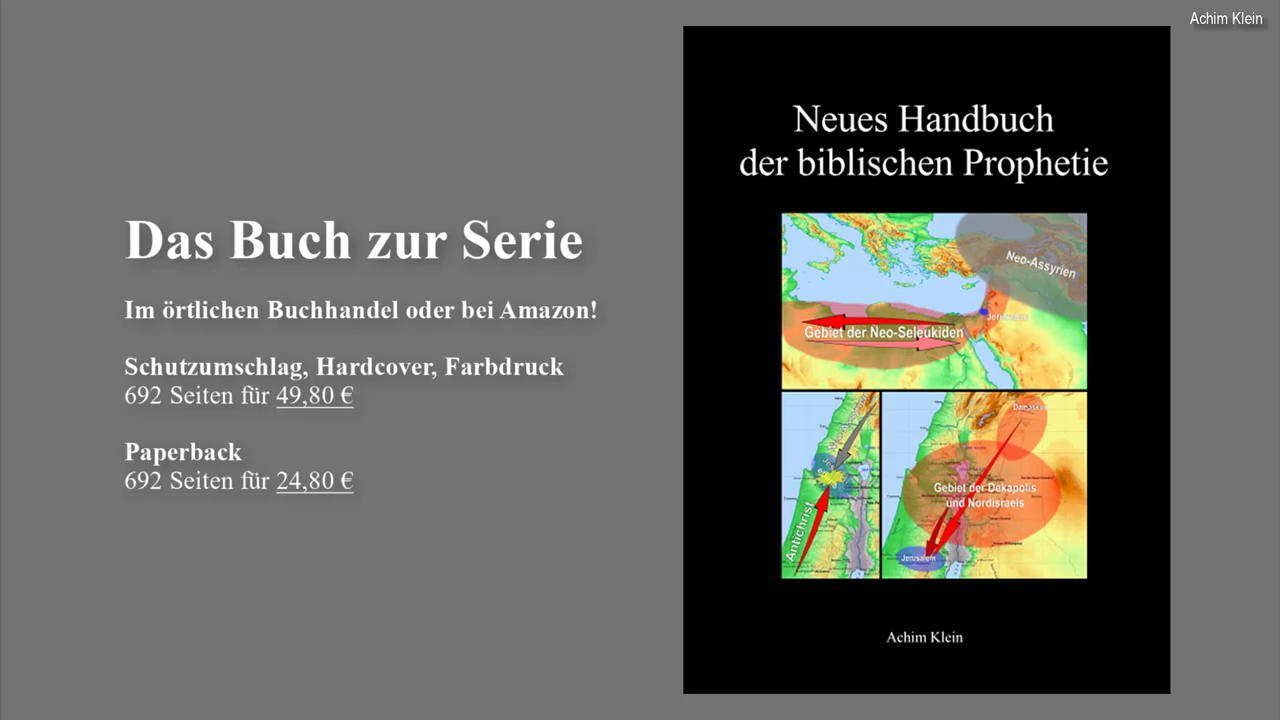 Achim Klein
Das Buch zur Serie
Im örtlichen Buchhandel oder bei Amazon!
Schutzumschlag, Hardcover, Farbdruck
692 Seiten für 49,80 €
Paperback
692 Seiten für 24,80 €
Neues Handbuch
der biblischen Prophetie
Neo-Assyrien
Jerusalem
Gebiet der Neo-Seleukiden
Antichrist
Damaskus
Gebiet der Dekapolis
und Nordisraels
Jerusalem
Achim Klein